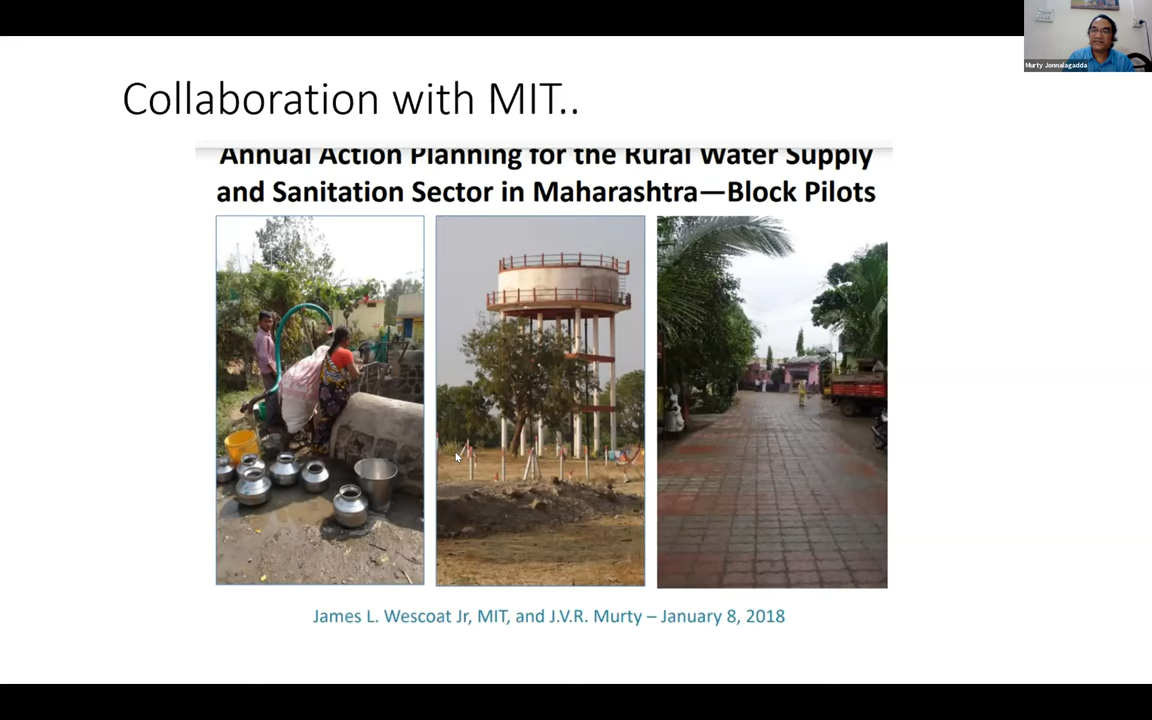 Murty Jonnalagadda
Collaboration with MIT..
Annual Action Planning for the Rural Water Supply
and Sanitation Sector in Maharashtra—Block Pilots
James L. Wescoat Jr, MIT, and J.V.R. Murty – January 8, 2018